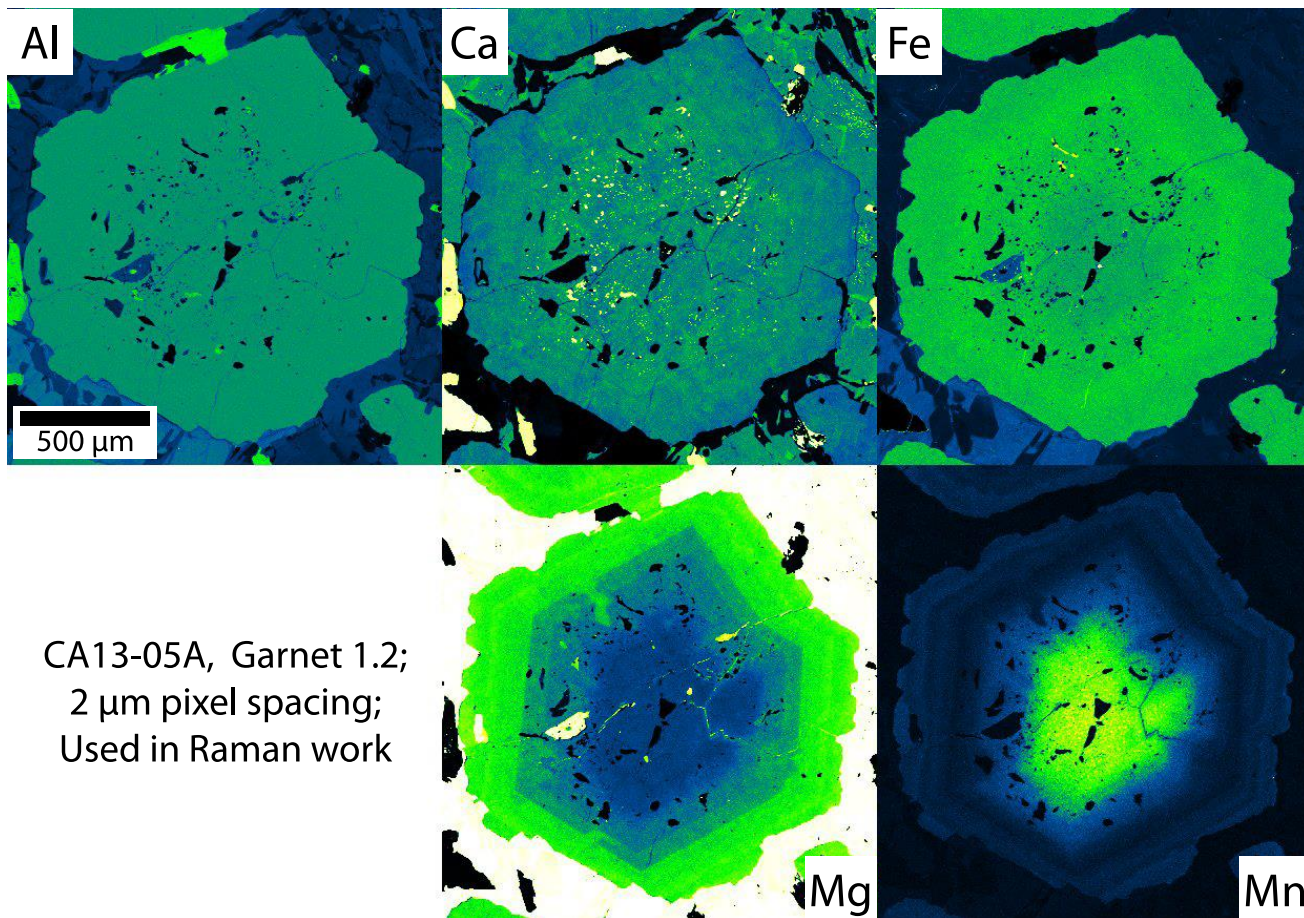 Al
Ca
Fe
500 µm
CA13-05A, Garnet 1.2;
2 µm pixel spacing;
Used in Raman work
Mg
Mn